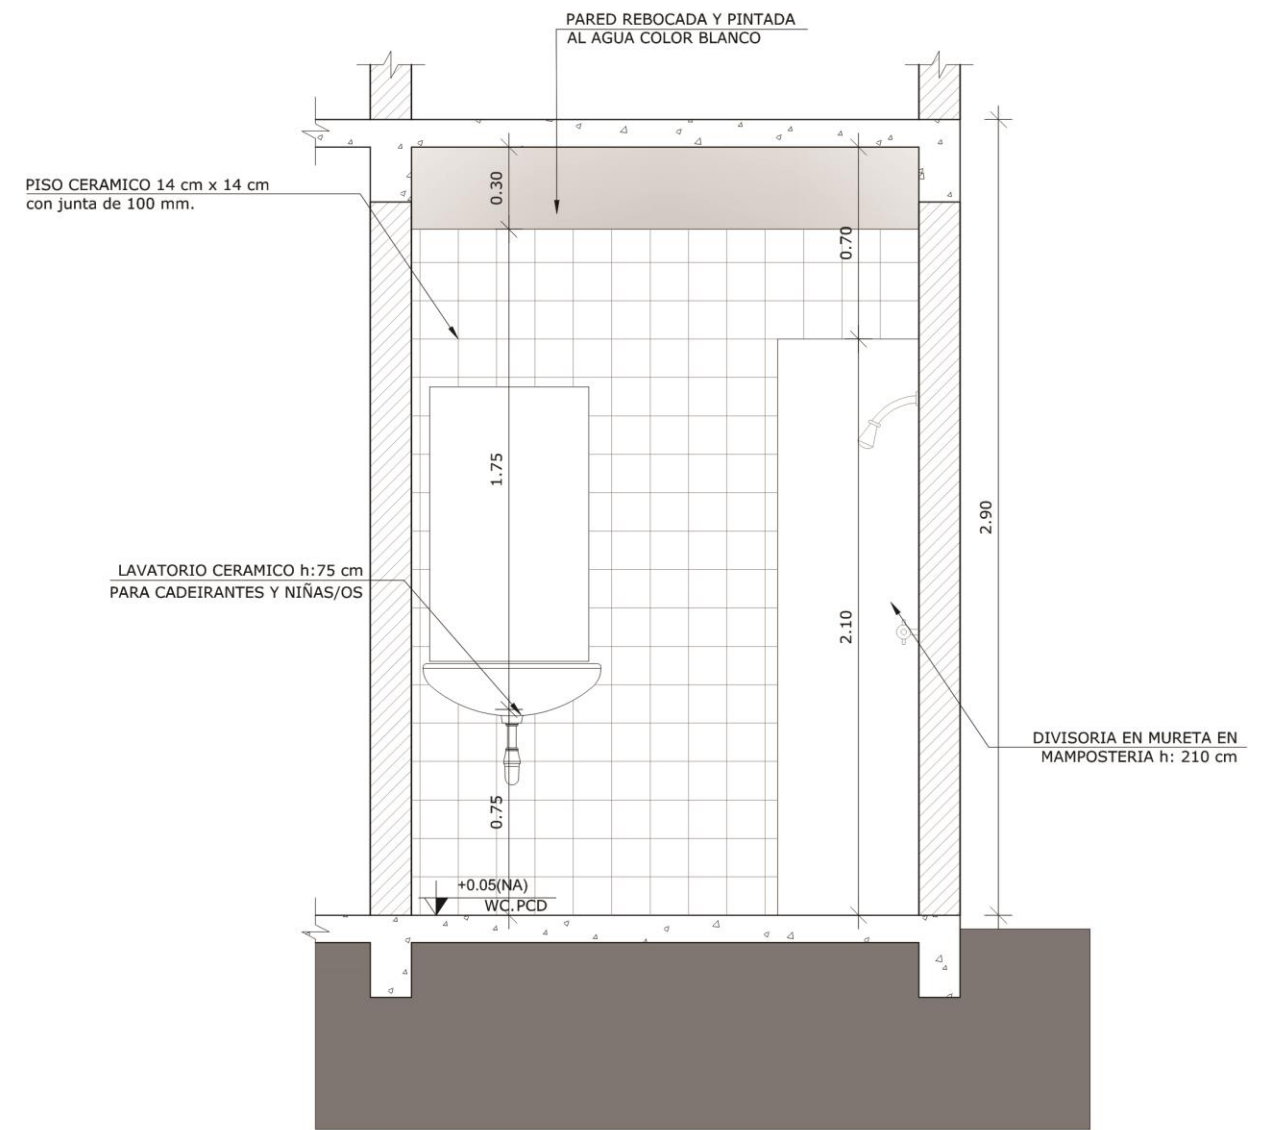 PARED REBOCADA Y PINTADA
AL AGUA COLOR BLANCO
PISO CERAMICO 14 cm x 14 cm
con junta de 100 mm.
0.30
0.70
1.75
2.90
LAVATORIO CERAMICO h:75 cm
PARA CADEIRANTES Y NIÑAS/OS
2.10
DIVISORIA EN MURETA EN
MAMPOSTERIA h: 210 cm
0.75
+0.05(NA)
WC.PCD